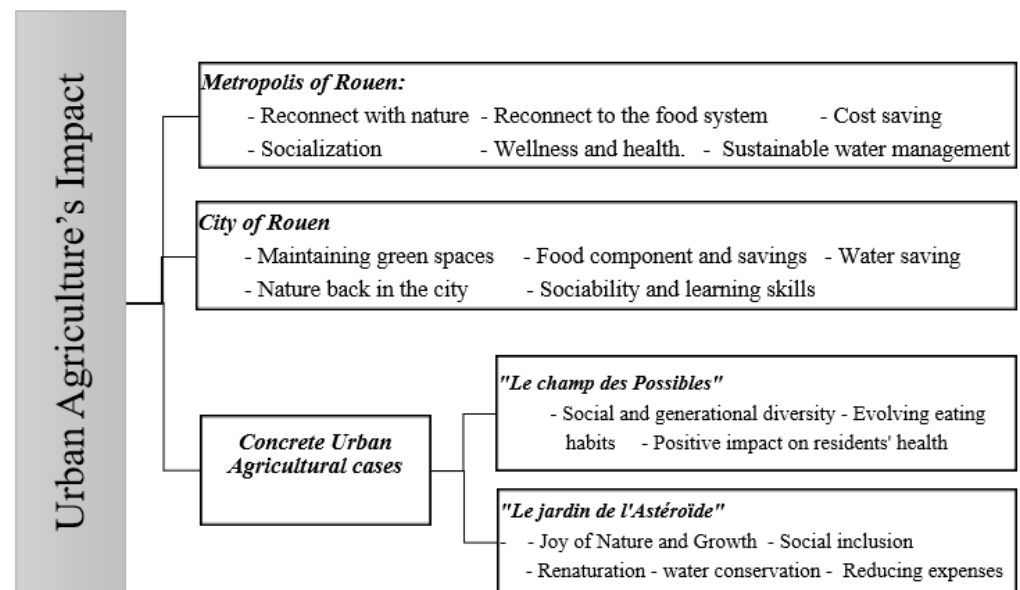 Urban Agriculture's Impact
Metropolis of Rouen:
- Reconnect with nature - Reconnect to the food system - Cost saving
- Socialization - Wellness and health. - Sustainable water management
City of Rouen
- Maintaining green spaces - Food component and savings - Water saving
- Nature back in the city - Sociability and learning skills
Concrete Urban
Agricultural cases
"Le champ des Possibles"
- Social and generational diversity - Evolving eating
habits - Positive impact on residents' health
"Le jardin de l'Astéroïde"
- - Joy of Nature and Growth - Social inclusion
- Renaturation - water conservation - Reducing expenses